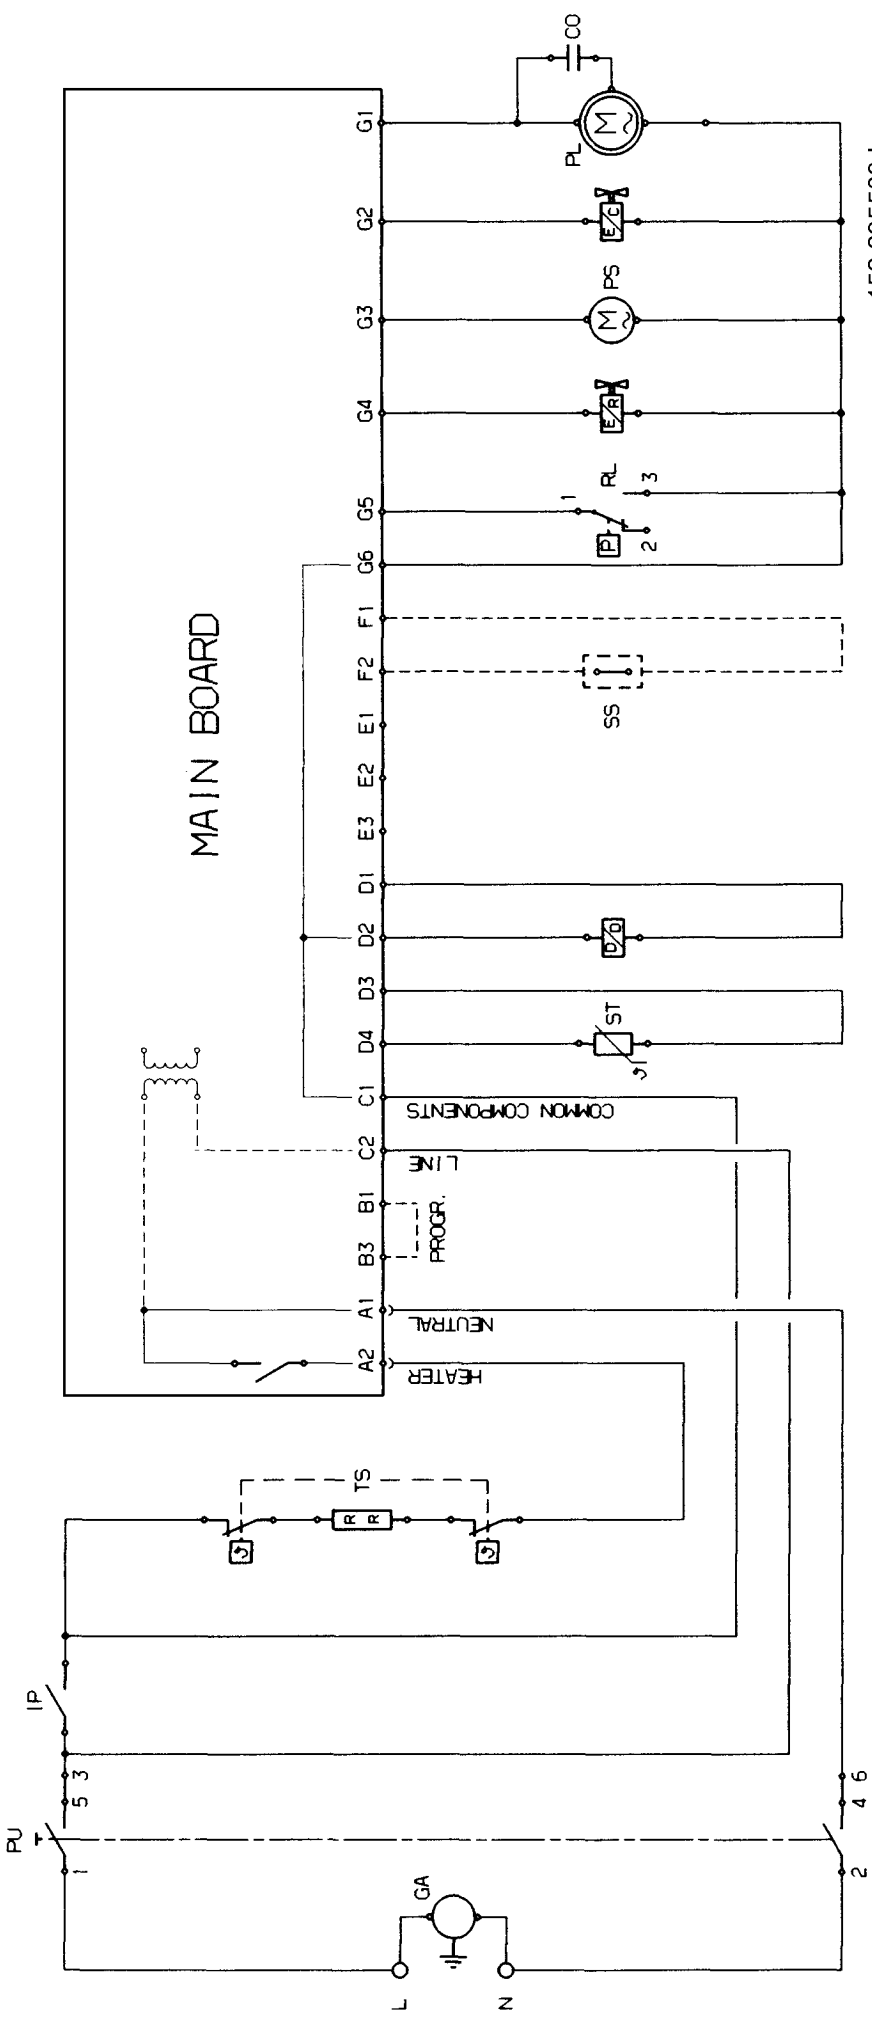 CO
G1
PL
M
~
G2
E/C
G3
PS
M
~
G4
E/R
G5
RL
1
3
P
2
G6
MAIN BOARD
F1
F2
SS
E1
E2
E3
D1
D2
D/D
D3
ST
D4
C1
COMMON COMPONENTS
C2
LINE
B1
PROGR.
B3
A1
NEUTRAL
A2
HEATER
TS
R R
IP
3
5
6
4
PU
1
2
GA
L
N